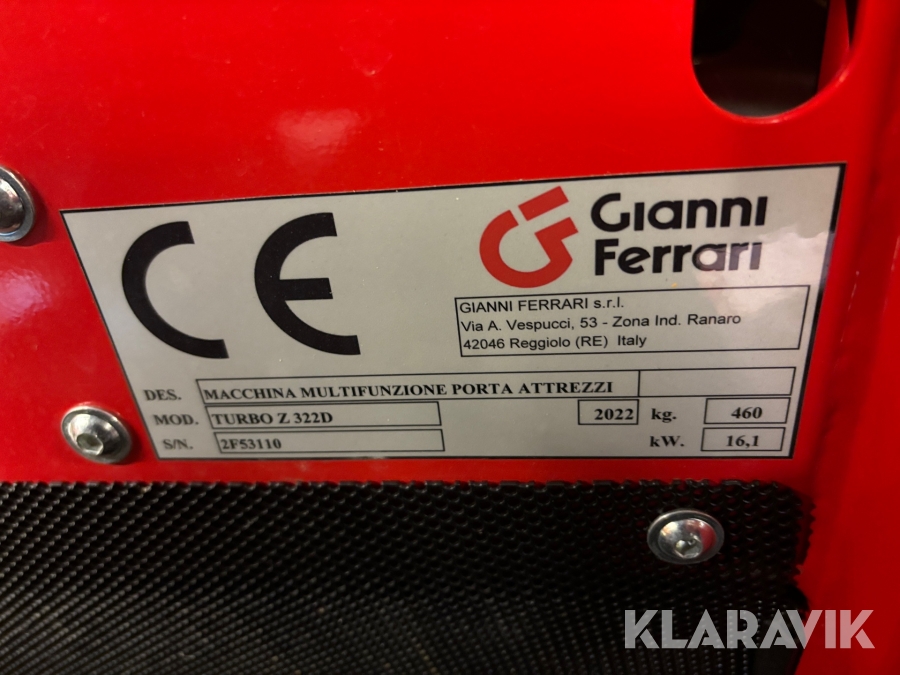 CE
Gianni
Ferrari
GIANNI FERRARI s.r.l.
Via A. Vespucci, 53 - Zona Ind. Ranaro
42046 Reggiolo (RE) Italy
DES. MACCHINA MULTIFUNZIONE PORTA ATTREZZI
MOD. TURBO Z 322D 2022 kg. 460
S/N. 2F53110 kW. 16,1
KLARAVIK